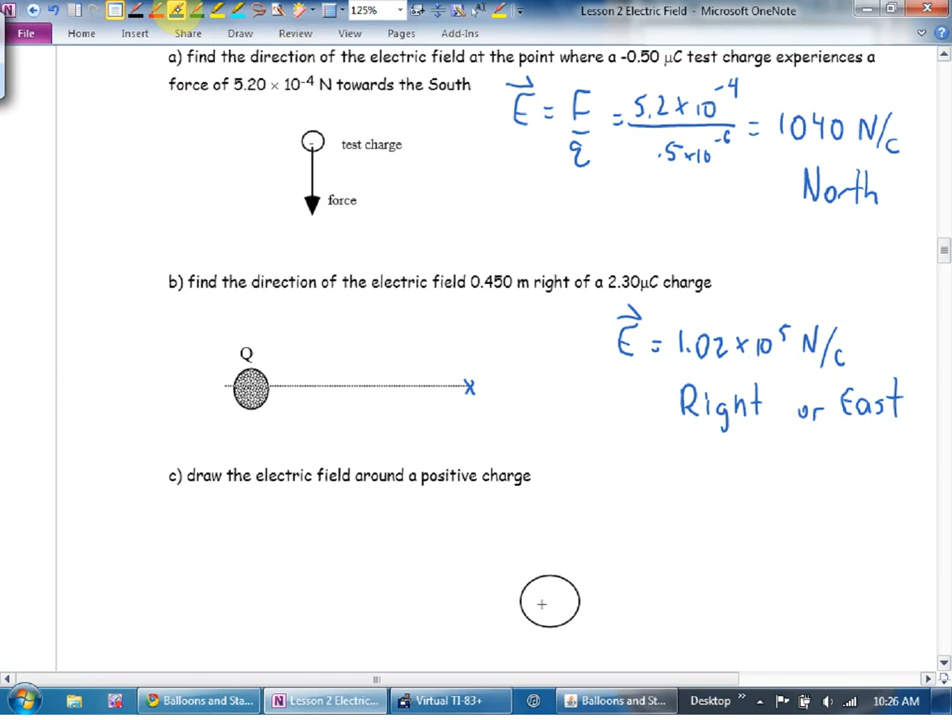 125%
Lesson 2 Electric Field - Microsoft OneNote
File Home Insert Share Draw Review View Pages Add-Ins
a) find the direction of the electric field at the point where a -0.50 μC test charge experiences a
force of 5.20 × 10⁻⁴ N towards the South
E = F/q = 5.2 × 10⁻⁴ / .5×10⁻⁶ = 1040 N/C
North
- test charge
force
b) find the direction of the electric field 0.450 m right of a 2.30μC charge
E = 1.02 × 10⁵ N/C
Q
x
Right or East
c) draw the electric field around a positive charge
+
Balloons and Sta... Lesson 2 Electric... Virtual TI-83+ Balloons and St... Desktop 10:26 AM